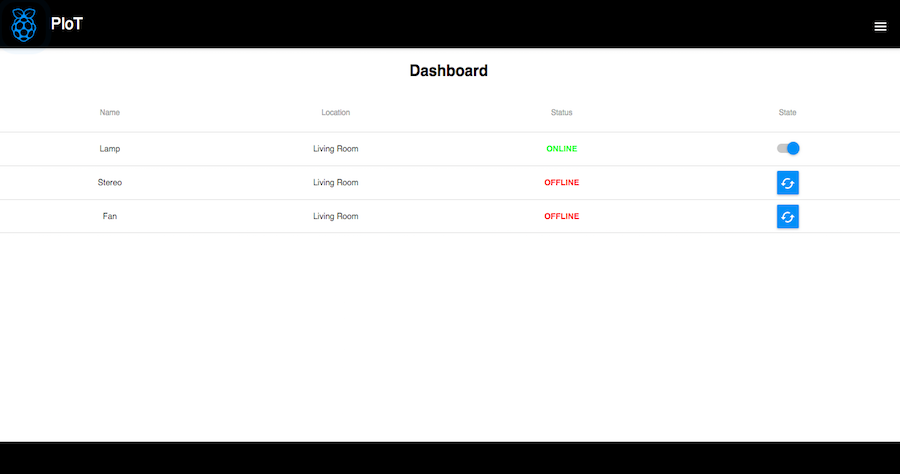 PIoT
Dashboard
Name Location Status State
Lamp Living Room ONLINE
Stereo Living Room OFFLINE
Fan Living Room OFFLINE